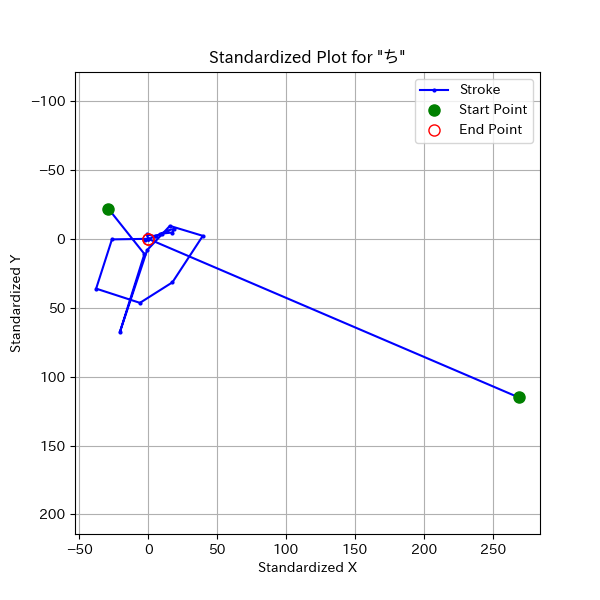 Standardized Plot for "ち"
Stroke
Start Point
End Point
Standardized Y
−100
−50
0
50
100
150
200
−50 0 50 100 150 200 250
Standardized X